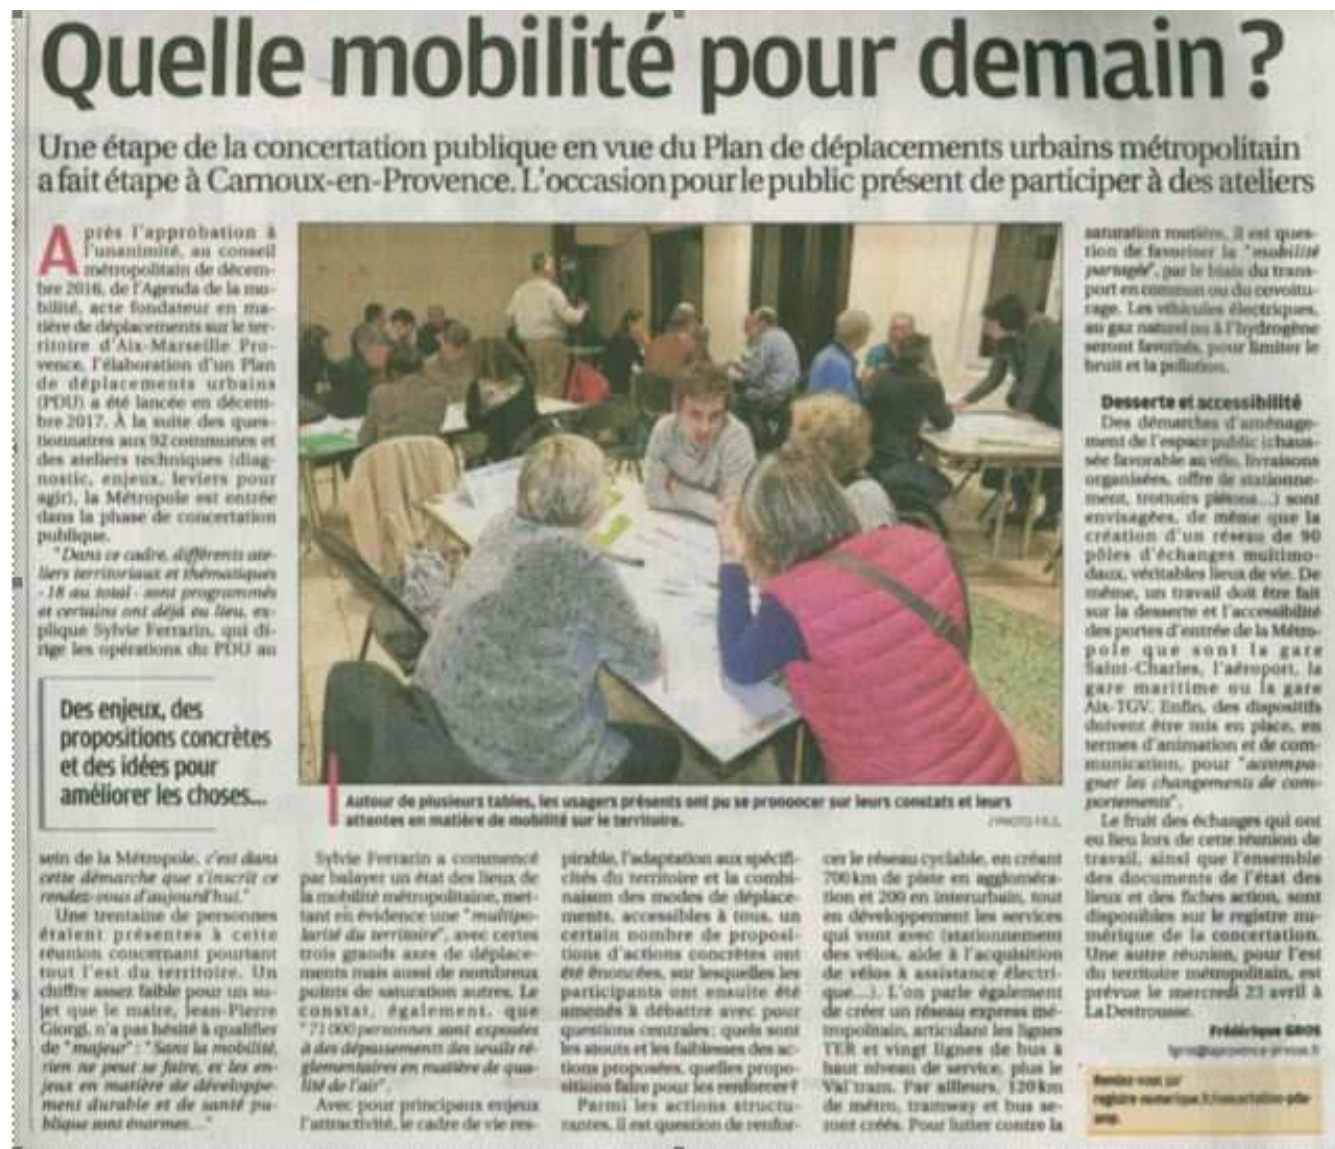 Quelle mobilité pour demain ?
Une étape de la concertation publique en vue du Plan de déplacements urbains métropolitain
a fait étape à Carnoux-en-Provence. L'occasion pour le public présent de participer à des ateliers
Après l'approbation à
l'unanimité, au conseil
métropolitain de décem-
bre 2016, de l'Agenda de la mo-
bilité, acte fondateur en ma-
tière de déplacements sur le ter-
ritoire d'Aix-Marseille Pro-
vence, l'élaboration d'un Plan
de déplacements urbains
(PDU) a été lancée en décem-
bre 2017. À la suite des ques-
tionnaires aux 92 communes et
des ateliers techniques (diag-
nostic, enjeux, leviers pour
agir), la Métropole est entrée
dans la phase de concertation
publique.
"Dans ce cadre, différents ate-
liers territoriaux et thématiques
- 18 au total - sont programmés
et certains ont déjà eu lieu, ex-
plique Sylvie Ferrarin, qui di-
rige les opérations du PDU au
Des enjeux, des
propositions concrètes
et des idées pour
améliorer les choses...
sein de la Métropole, c'est dans
cette démarche que s'inscrit ce
rendez-vous d'aujourd'hui."
Une trentaine de personnes
étaient présentes à cette
réunion concernant pourtant
tout l'est du territoire. Un
chiffre assez faible pour un su-
jet que le maire, Jean-Pierre
Giorgi, n'a pas hésité à qualifier
de "majeur" : "Sans la mobilité,
rien ne peut se faire, et les en-
jeux en matière de développe-
ment durable et de santé pu-
blique sont énormes..."
Autour de plusieurs tables, les usagers présents ont pu se prononcer sur leurs constats et leurs
attentes en matière de mobilité sur le territoire.
/ PHOTO
Sylvie Ferrarin a commencé
par balayer un état des lieux de
la mobilité métropolitaine, met-
tant en évidence une "multipo-
larité du territoire", avec certes
trois grands axes de déplace-
ments mais aussi de nombreux
points de saturation autres. Le
constat, également, que
"71 000 personnes sont exposées
à des dépassements des seuils ré-
glementaires en matière de qua-
lité de l'air".
Avec pour principaux enjeux
l'attractivité, le cadre de vie res-
pirable, l'adaptation aux spécifi-
cités du territoire et la combi-
naison des modes de déplace-
ments, accessibles à tous, un
certain nombre de proposi-
tions d'actions concrètes ont
été énoncées, sur lesquelles les
participants ont ensuite été
amenés à débattre avec pour
questions centrales : quels sont
les atouts et les faiblesses des ac-
tions proposées, quelles propo-
sitions faire pour les renforcer ?
Parmi les actions structu-
rantes, il est question de renfor-
cer le réseau cyclable, en créant
700 km de piste en aggloméra-
tion et 200 en interurbain, tout
en développement les services
qui vont avec (stationnement
des vélos, aide à l'acquisition
de vélos à assistance électri-
que...). L'on parle également
de créer un réseau express mé-
tropolitain, articulant les lignes
TER et vingt lignes de bus à
haut niveau de service, plus le
Val'tram. Par ailleurs, 120 km
de métro, tramway et bus se-
ront créés. Pour lutter contre la
saturation routière, il est ques-
tion de favoriser la "mobilité
partagée", par le biais du trans-
port en commun ou du covoitu-
rage. Les véhicules électriques,
au gaz naturel ou à l'hydrogène
seront favorisés, pour limiter le
bruit et la pollution.
Desserte et accessibilité
Des démarches d'aménage-
ment de l'espace public (chaus-
sée favorable au vélo, livraisons
organisées, offre de stationne-
ment, trottoirs piétons...) sont
envisagées, de même que la
création d'un réseau de 90
pôles d'échanges multimo-
daux, véritables lieux de vie. De
même, un travail doit être fait
sur la desserte et l'accessibilité
des portes d'entrée de la Métro-
pole que sont la gare
Saint-Charles, l'aéroport, la
gare maritime ou la gare
Aix-TGV. Enfin, des dispositifs
doivent être mis en place, en
termes d'animation et de com-
munication, pour "accompa-
gner les changements de com-
portements".
Le fruit des échanges qui ont
eu lieu lors de cette réunion de
travail, ainsi que l'ensemble
des documents de l'état des
lieux et des fiches action, sont
disponibles sur le registre nu-
mérique de la concertation.
Une autre réunion, pour l'est
du territoire métropolitain, est
prévue le mercredi 23 avril à
La Destrousse.
Frédérique GROS
Rendez-vous sur
registre-numerique.fr/concertation-pdu-
amp.